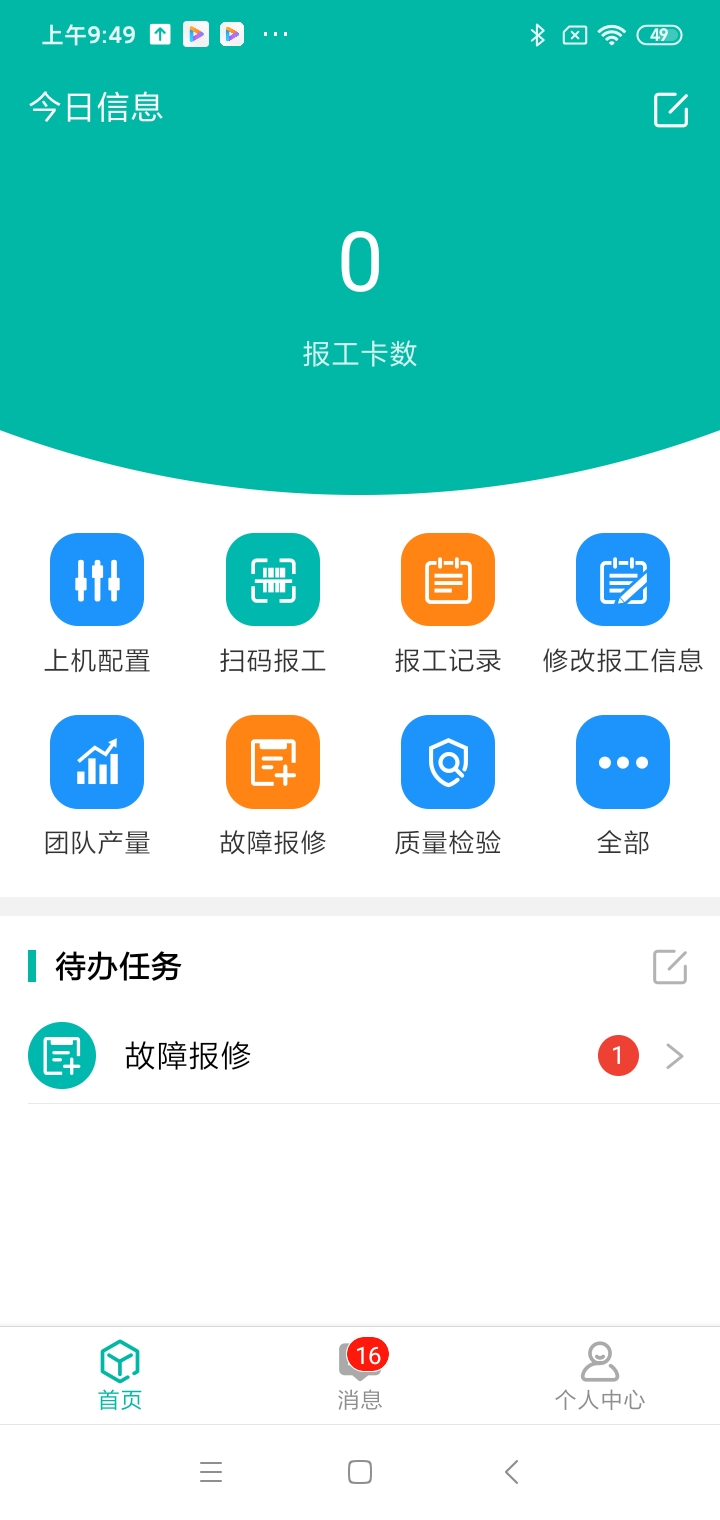 上午9:49 ··· 49
今日信息
0
报工卡数
上机配置 扫码报工 报工记录 修改报工信息
团队产量 故障报修 质量检验 全部
待办任务
故障报修 1
16
首页 消息 个人中心